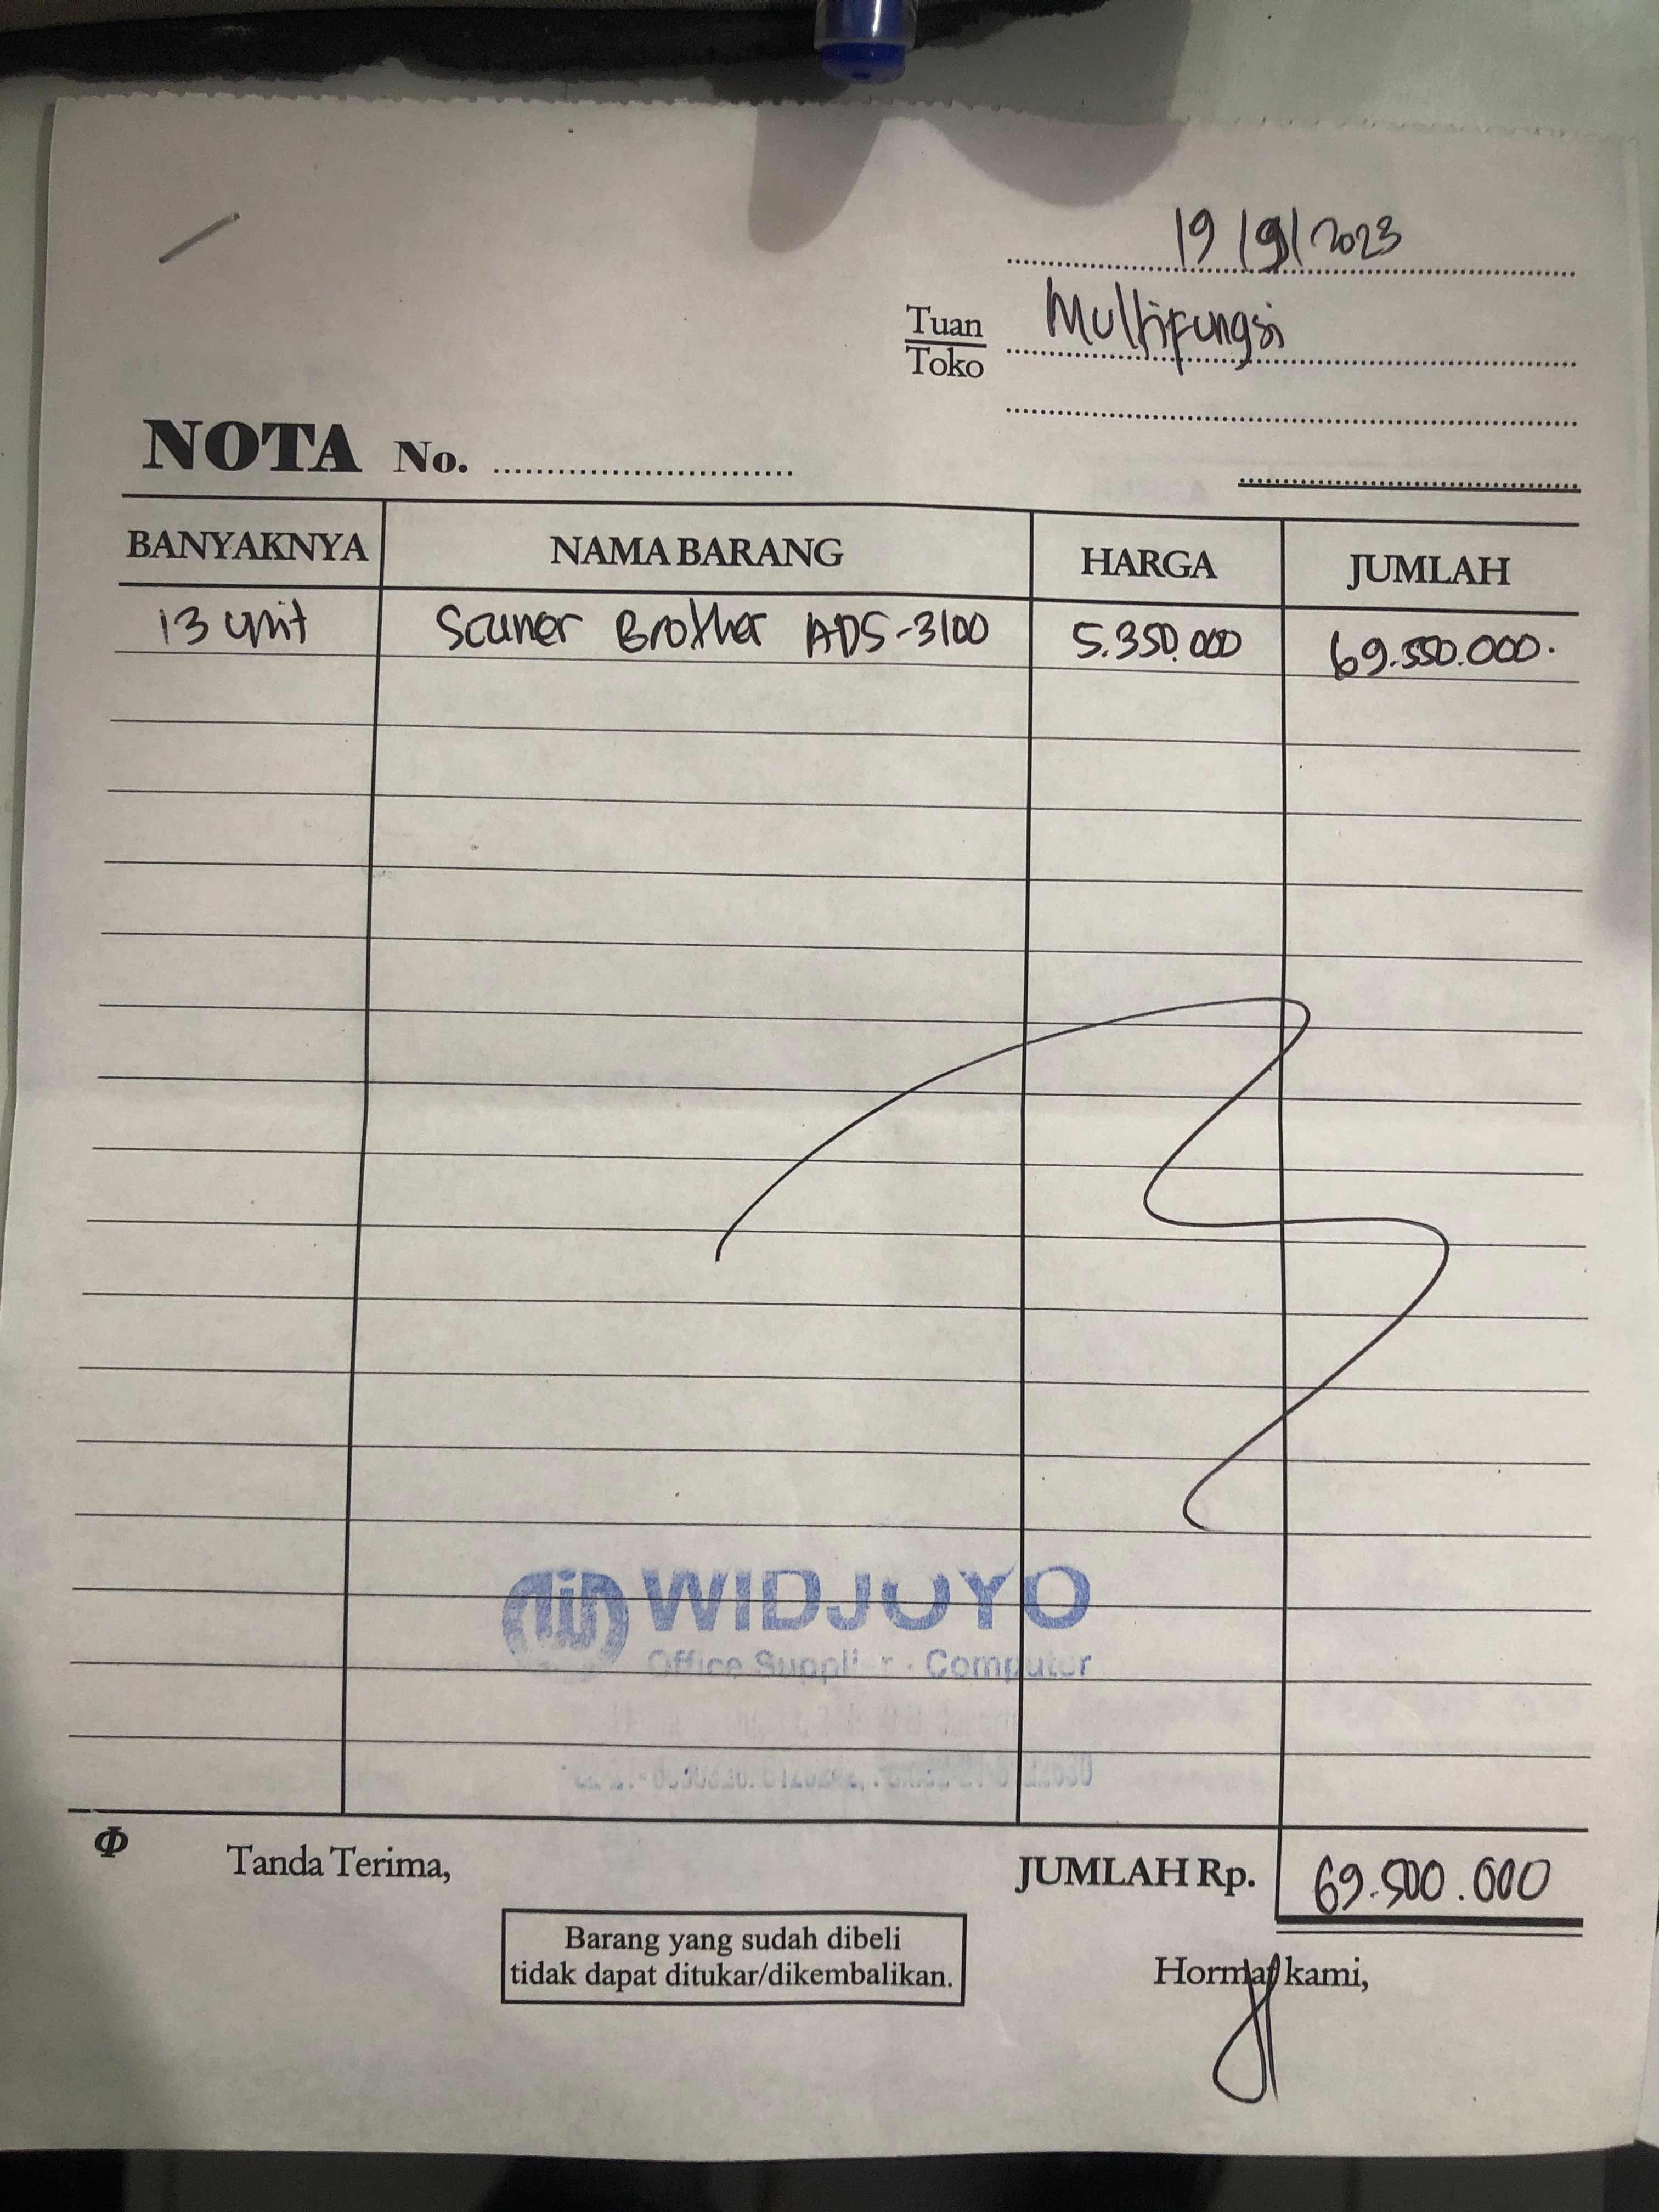 19/9/2023
Tuan
Toko
Multifungsi
NOTA No.
BANYAKNYA NAMA BARANG HARGA JUMLAH
13 unit Scaner Brother ADS-3100 5.350.000 69.550.000.
WIDJOYO
Office Supplier - Computer
Φ Tanda Terima, JUMLAH Rp. 69.500.000
Barang yang sudah dibeli
tidak dapat ditukar/dikembalikan.
Hormat kami,